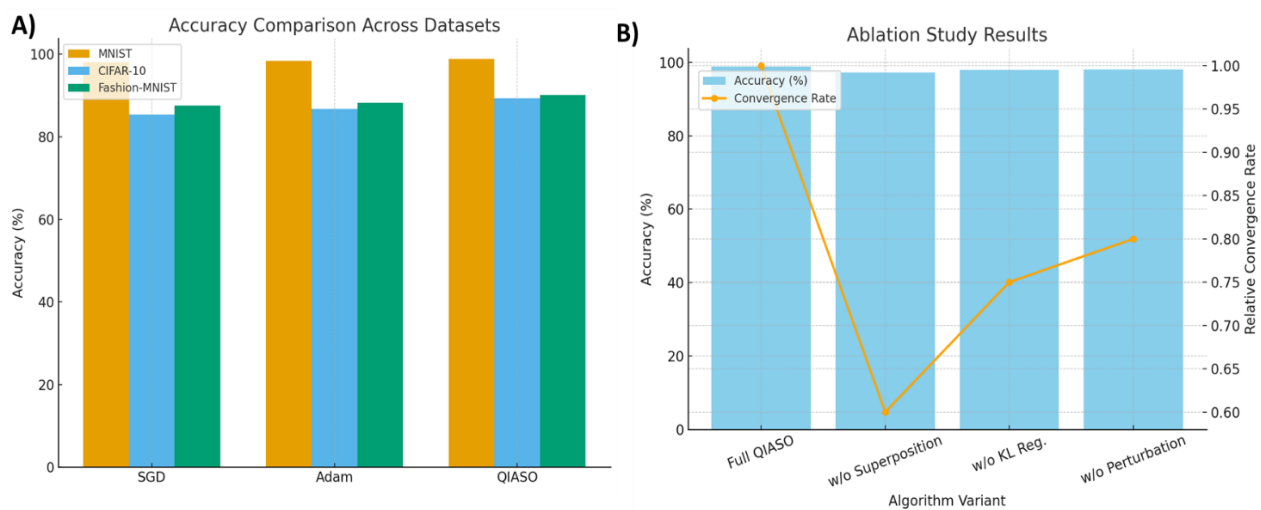 A)
Accuracy Comparison Across Datasets
MNIST
CIFAR-10
Fashion-MNIST
100
80
60
40
20
0
Accuracy (%)
SGD Adam QIASO
B)
Ablation Study Results
Accuracy (%)
Convergence Rate
100
80
60
40
20
0
Accuracy (%)
1.00
0.95
0.90
0.85
0.80
0.75
0.70
0.65
0.60
Relative Convergence Rate
Full QIASO w/o Superposition w/o KL Reg. w/o Perturbation
Algorithm Variant